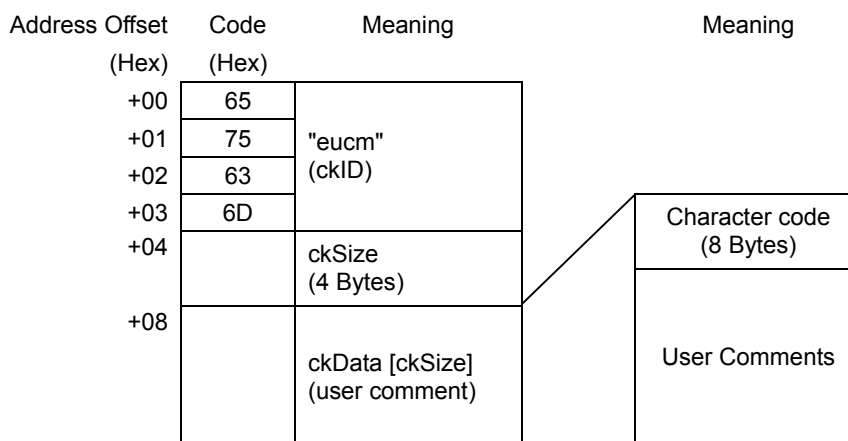 Address Offset Code Meaning Meaning
(Hex) (Hex)
+00 65
+01 75 "eucm"
+02 63 (ckID)
+03 6D
+04 ckSize
(4 Bytes)
+08
ckData [ckSize]
(user comment)
Character code
(8 Bytes)
User Comments